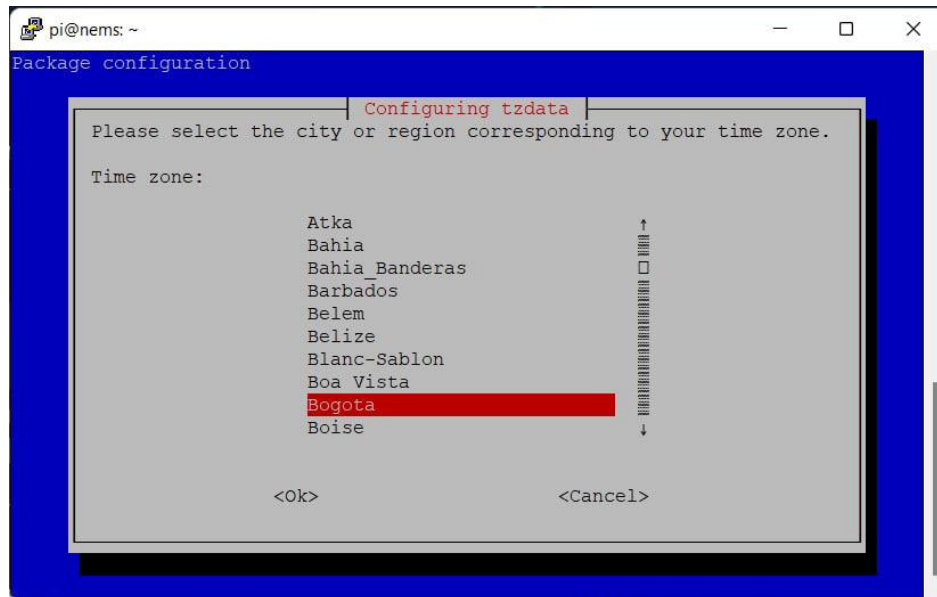 pi@nems: ~
Package configuration
Configuring tzdata
Please select the city or region corresponding to your time zone.
Time zone:
Atka
Bahia
Bahia_Banderas
Barbados
Belem
Belize
Blanc-Sablon
Boa Vista
Bogota
Boise
<Ok> <Cancel>